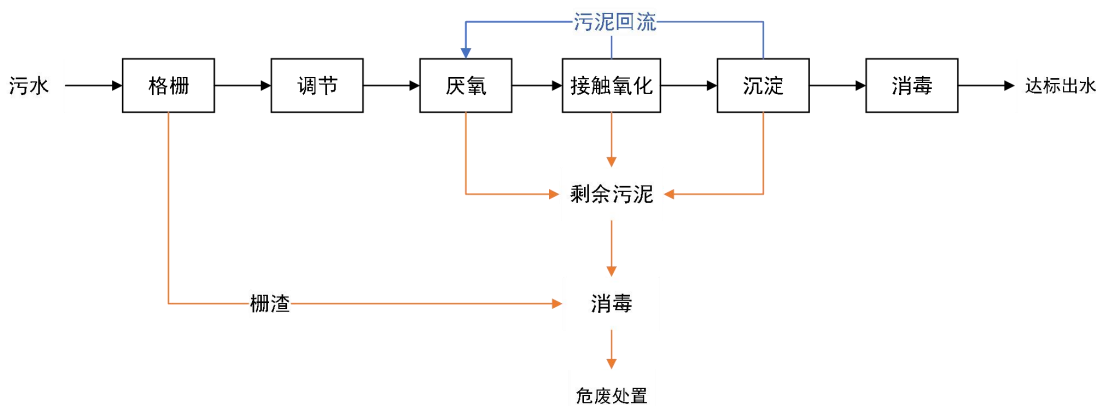 污泥回流
污水
格栅
调节
厌氧
接触氧化
沉淀
消毒
达标出水
剩余污泥
栅渣
消毒
危废处置